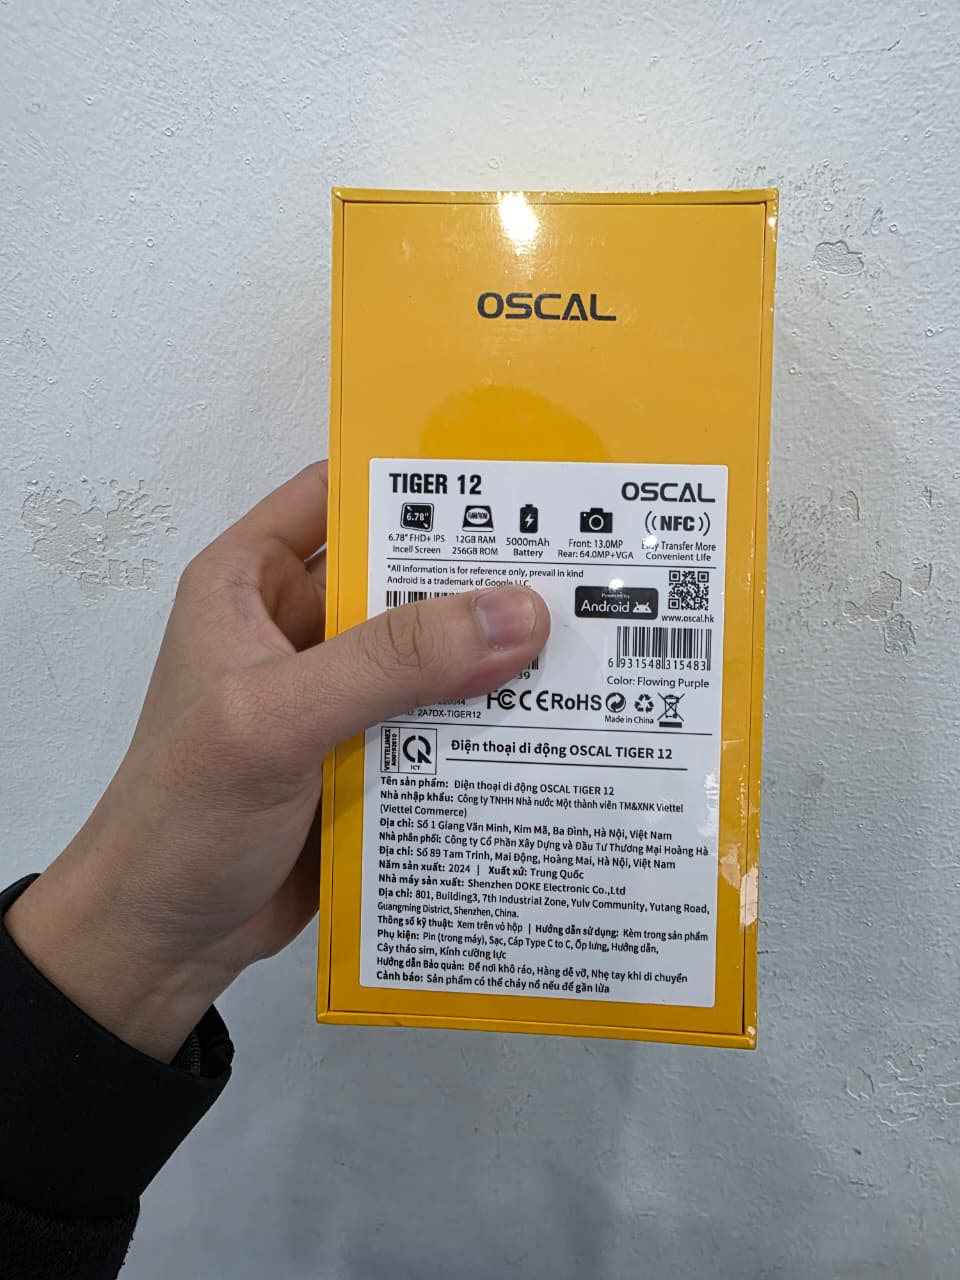 OSCAL
TIGER 12
OSCAL
6.78"
RAM/ROM
((NFC))
6.78" FHD+ IPS
Incell Screen
12GB RAM
256GB ROM
5000mAh
Battery
Front: 13.0MP
Rear: 64.0MP+VGA
Easy Transfer More
Convenient Life
*All information is for reference only, prevail in kind
Android is a trademark of Google LLC.
Powered by
Android
www.oscal.hk
6 931548 315483
Color: Flowing Purple
FCC CE RoHS
Made in China
ID: 2A7DX-TIGER12
VIETTELIMEX
ICT
Điện thoại di động OSCAL TIGER 12
Tên sản phẩm: Điện thoại di động OSCAL TIGER 12
Nhà nhập khẩu: Công ty TNHH Nhà nước Một thành viên TM&XNK Viettel
(Viettel Commerce)
Địa chỉ: Số 1 Giang Văn Minh, Kim Mã, Ba Đình, Hà Nội, Việt Nam
Nhà phân phối: Công ty Cổ Phần Xây Dựng và Đầu Tư Thương Mại Hoàng Hà
Địa chỉ: Số 89 Tam Trinh, Mai Động, Hoàng Mai, Hà Nội, Việt Nam
Năm sản xuất: 2024 | Xuất xứ: Trung Quốc
Nhà máy sản xuất: Shenzhen DOKE Electronic Co.,Ltd
Địa chỉ: 801, Building3, 7th Industrial Zone, Yulv Community, Yutang Road,
Guangming District, Shenzhen, China.
Thông số kỹ thuật: Xem trên vỏ hộp | Hướng dẫn sử dụng: Kèm trong sản phẩm
Phụ kiện: Pin (trong máy), Sạc, Cáp Type C to C, Ốp lưng, Hướng dẫn,
Cây tháo sim, Kính cường lực
Hướng dẫn Bảo quản: Để nơi khô ráo, Hàng dễ vỡ, Nhẹ tay khi di chuyển
Cảnh báo: Sản phẩm có thể cháy nổ nếu để gần lửa